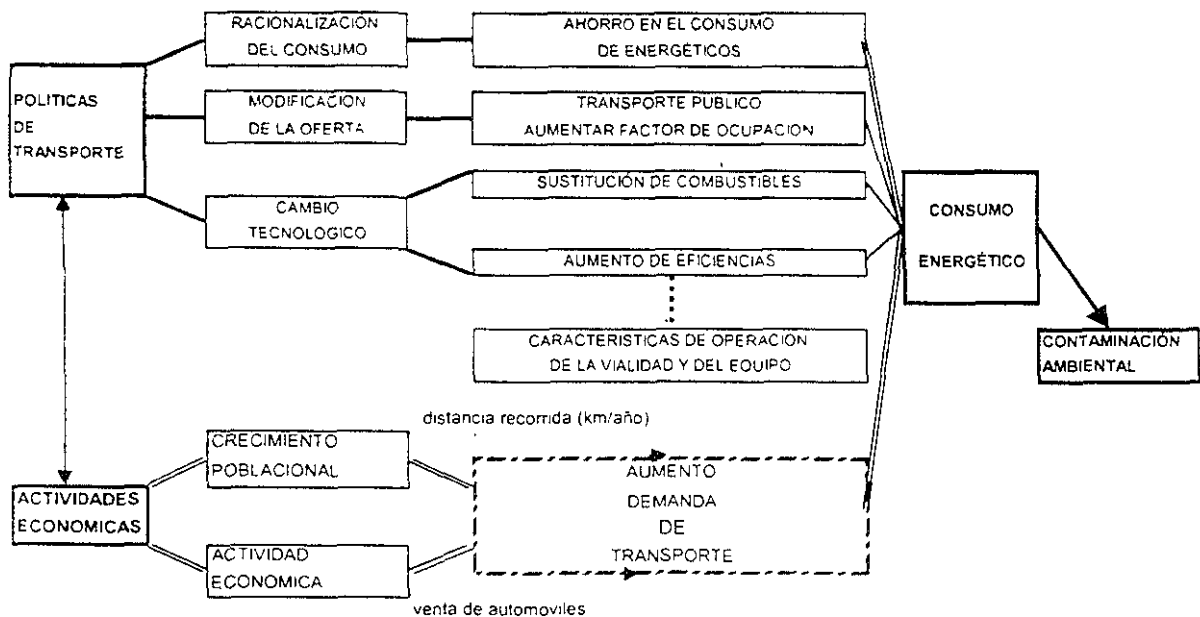 RACIONALIZACIÓN
DEL CONSUMO
AHORRO EN EL CONSUMO
DE ENERGÉTICOS
POLITICAS
DE
TRANSPORTE
MODIFICACION
DE LA OFERTA
TRANSPORTE PUBLICO
AUMENTAR FACTOR DE OCUPACION
CAMBIO
TECNOLOGICO
SUSTITUCIÓN DE COMBUSTIBLES
AUMENTO DE EFICIENCIAS
CARACTERISTICAS DE OPERACION
DE LA VIALIDAD Y DEL EQUIPO
CONSUMO
ENERGÉTICO
CONTAMINACIÓN
AMBIENTAL
distancia recorrida (km/año)
CRECIMIENTO
POBLACIONAL
ACTIVIDADES
ECONOMICAS
ACTIVIDAD
ECONOMICA
AUMENTO
DEMANDA
DE
TRANSPORTE
venta de automoviles